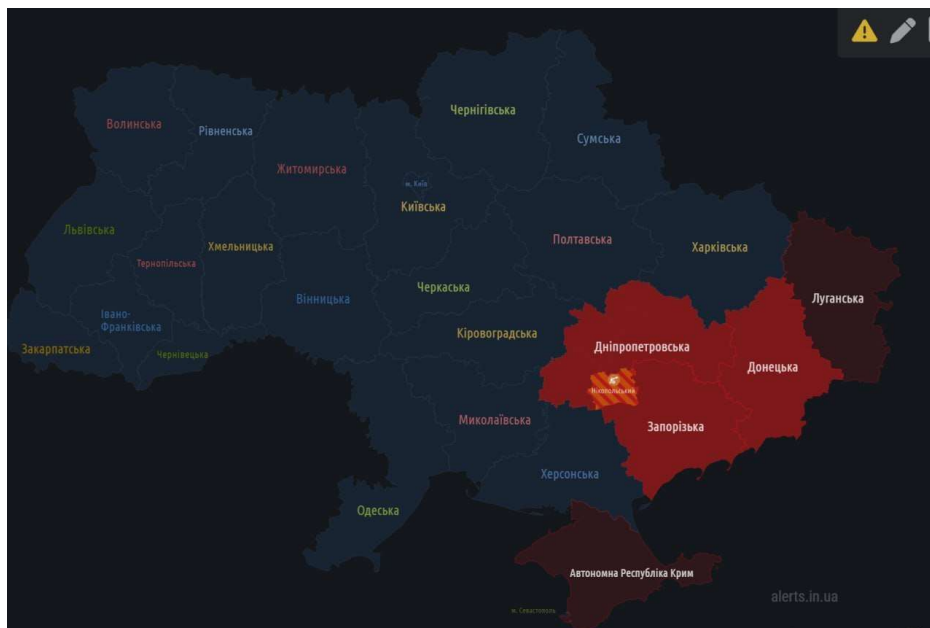 Чернігівська
Волинська
Рівненська
Сумська
Житомирська
м. Київ
Київська
Львівська
Хмельницька
Полтавська
Харківська
Тернопільська
Черкаська
Вінницька
Луганська
Івано-
Франківська
Кіровоградська
Закарпатська
Чернівецька
Дніпропетровська
Донецька
Нікопольський
Миколаївська
Запорізька
Херсонська
Одеська
Автономна Республіка Крим
alerts.in.ua
м. Севастополь